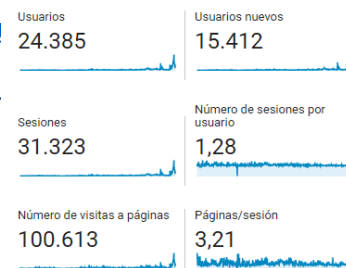 Usuarios
24.385
Usuarios nuevos
15.412
Sesiones
31.323
Número de sesiones por
usuario
1,28
Número de visitas a páginas
100.613
Páginas/sesión
3,21